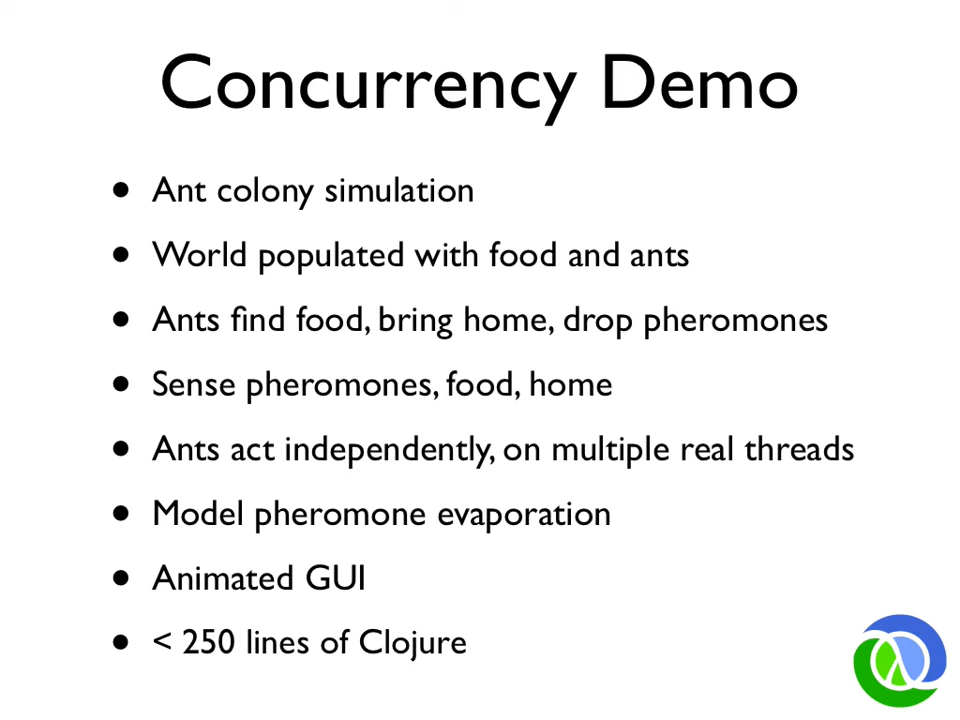 Concurrency Demo
• Ant colony simulation
• World populated with food and ants
• Ants find food, bring home, drop pheromones
• Sense pheromones, food, home
• Ants act independently, on multiple real threads
• Model pheromone evaporation
• Animated GUI
• < 250 lines of Clojure